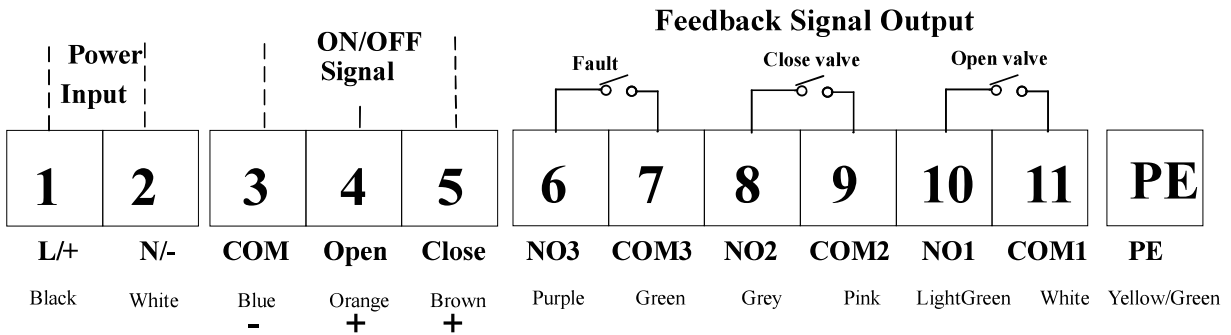 Feedback Signal Output
Power
Input
ON/OFF
Signal
Fault
Close valve
Open valve
1 2 3 4 5 6 7 8 9 10 11 PE
L/+ N/- COM Open Close NO3 COM3 NO2 COM2 NO1 COM1 PE
Black White Blue Orange Brown Purple Green Grey Pink LightGreen White Yellow/Green
- + +